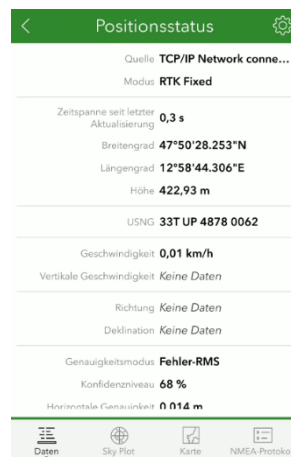 Positionsstatus
Quelle TCP/IP Network conne...
Modus RTK Fixed
Zeitspanne seit letzter
Aktualisierung 0,3 s
Breitengrad 47°50'28.253"N
Längengrad 12°58'44.306"E
Höhe 422,93 m
USNG 33T UP 4878 0062
Geschwindigkeit 0,01 km/h
Vertikale Geschwindigkeit Keine Daten
Richtung Keine Daten
Deklination Keine Daten
Genauigkeitsmodus Fehler-RMS
Konfidenzniveau 68 %
Horizontale Genauigkeit 0,014 m
Daten Sky Plot Karte NMEA-Protokol